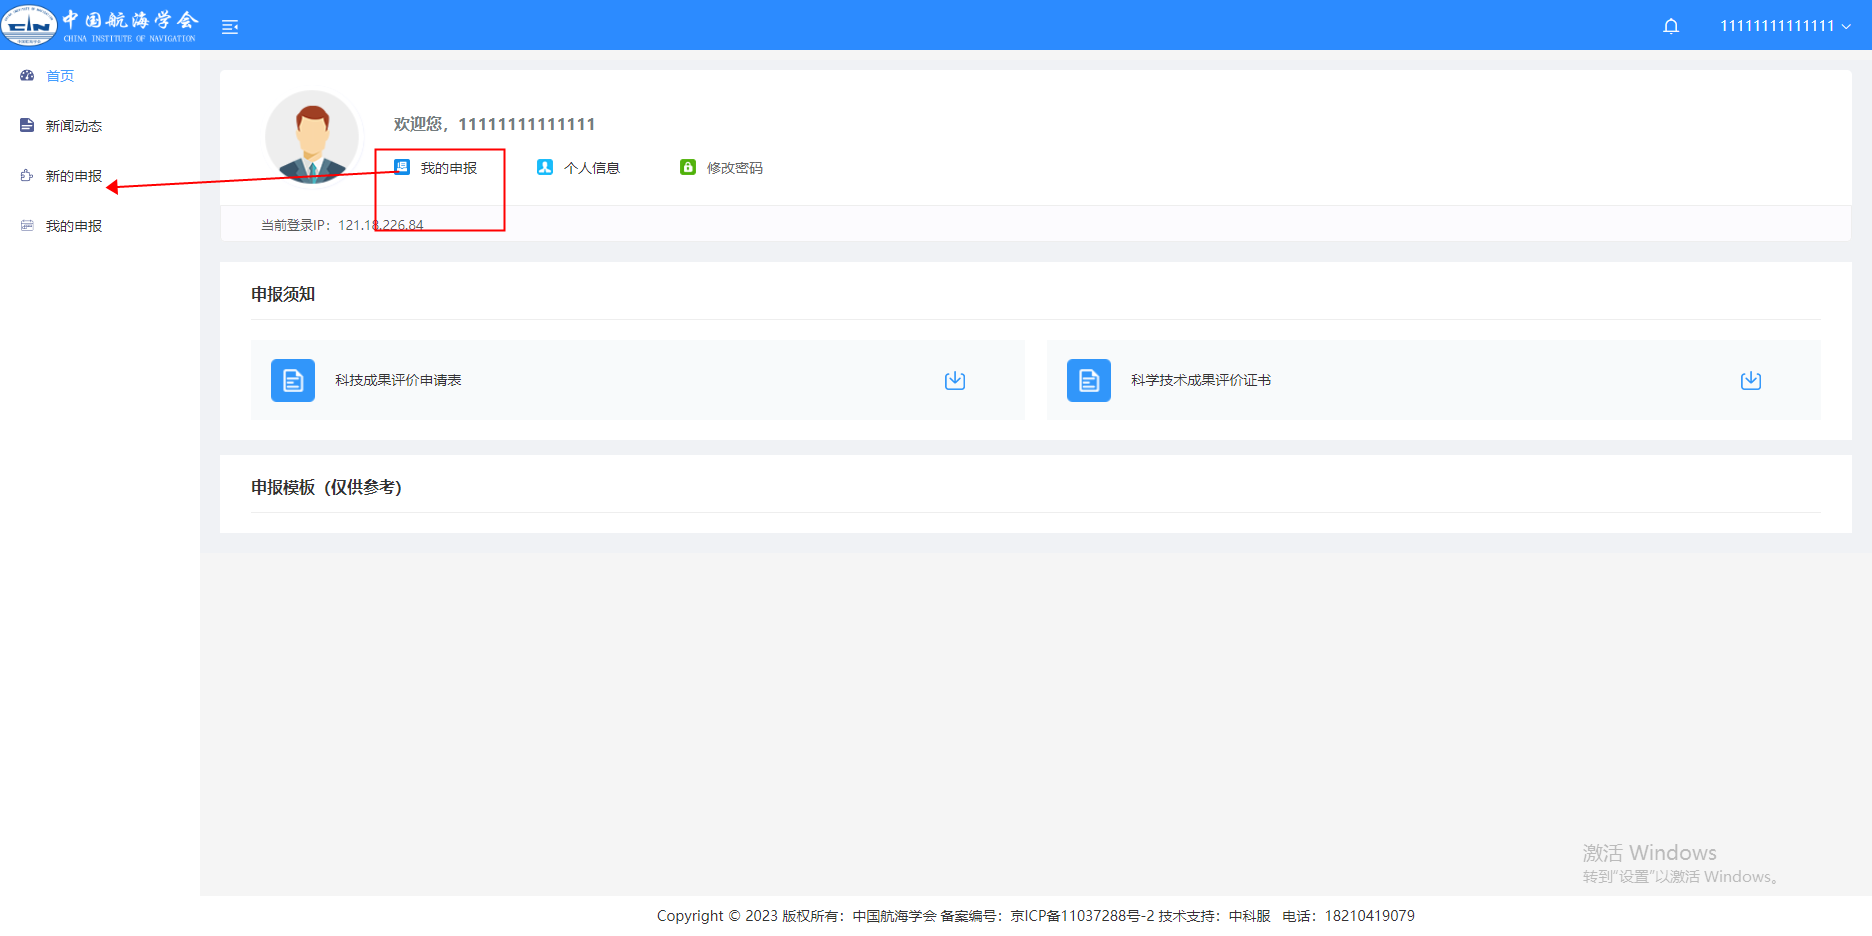 中国航海学会
CHINA INSTITUTE OF NAVIGATION
11111111111111
首页
新闻动态
新的申报
我的申报
欢迎您，11111111111111
我的申报 个人信息 修改密码
当前登录IP：121.18.226.84
申报须知
科技成果评价申请表 科学技术成果评价证书
申报模板（仅供参考）
激活 Windows
转到"设置"以激活 Windows。
Copyright © 2023 版权所有：中国航海学会 备案编号：京ICP备11037288号-2 技术支持：中科服 电话：18210419079